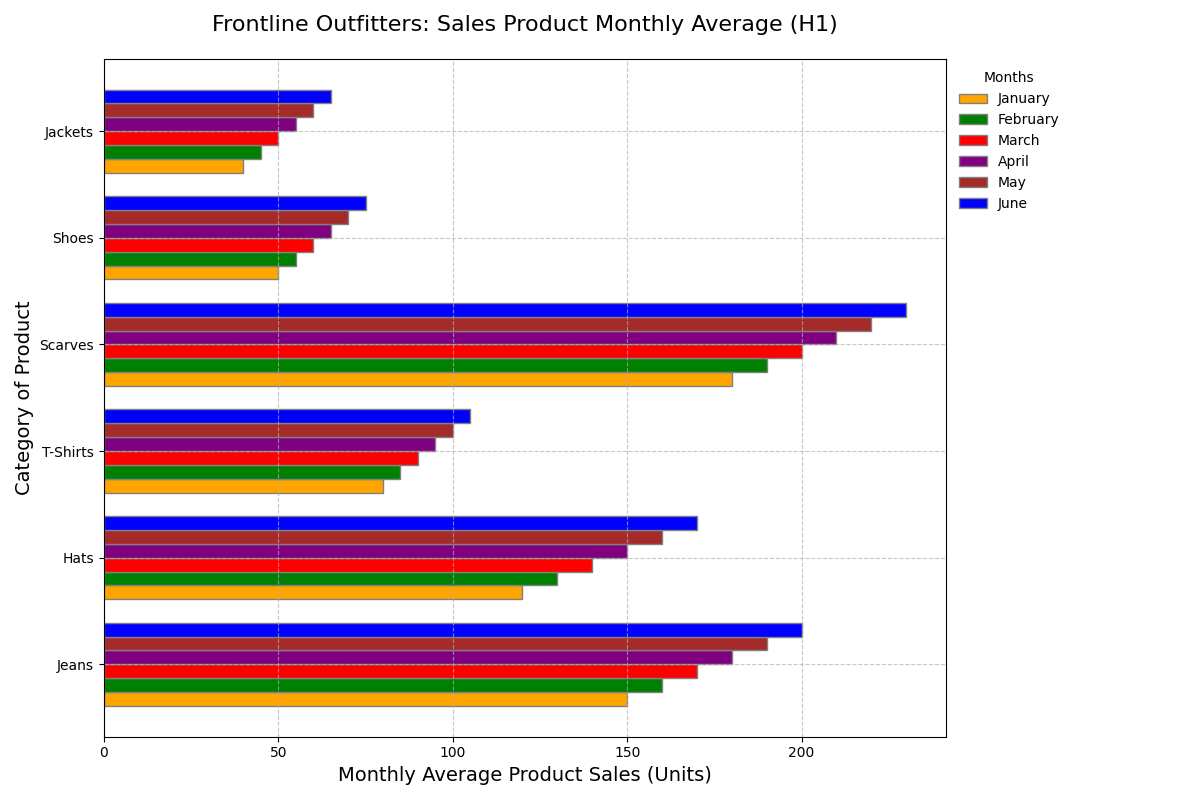 Frontline Outfitters: Sales Product Monthly Average (H1)
Months
January
February
March
April
May
June
Category of Product
Jackets
Shoes
Scarves
T-Shirts
Hats
Jeans
0 50 100 150 200
Monthly Average Product Sales (Units)